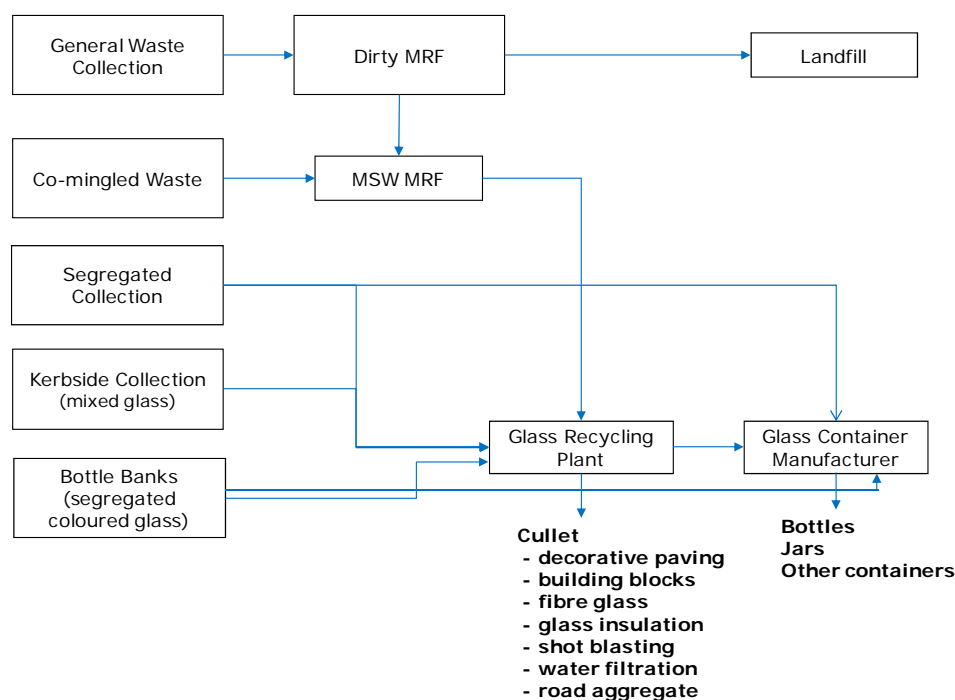 General Waste
Collection
Dirty MRF
Landfill
Co-mingled Waste
MSW MRF
Segregated
Collection
Kerbside Collection
(mixed glass)
Glass Recycling
Plant
Glass Container
Manufacturer
Bottle Banks
(segregated
coloured glass)
Cullet
- decorative paving
- building blocks
- fibre glass
- glass insulation
- shot blasting
- water filtration
- road aggregate
Bottles
Jars
Other containers